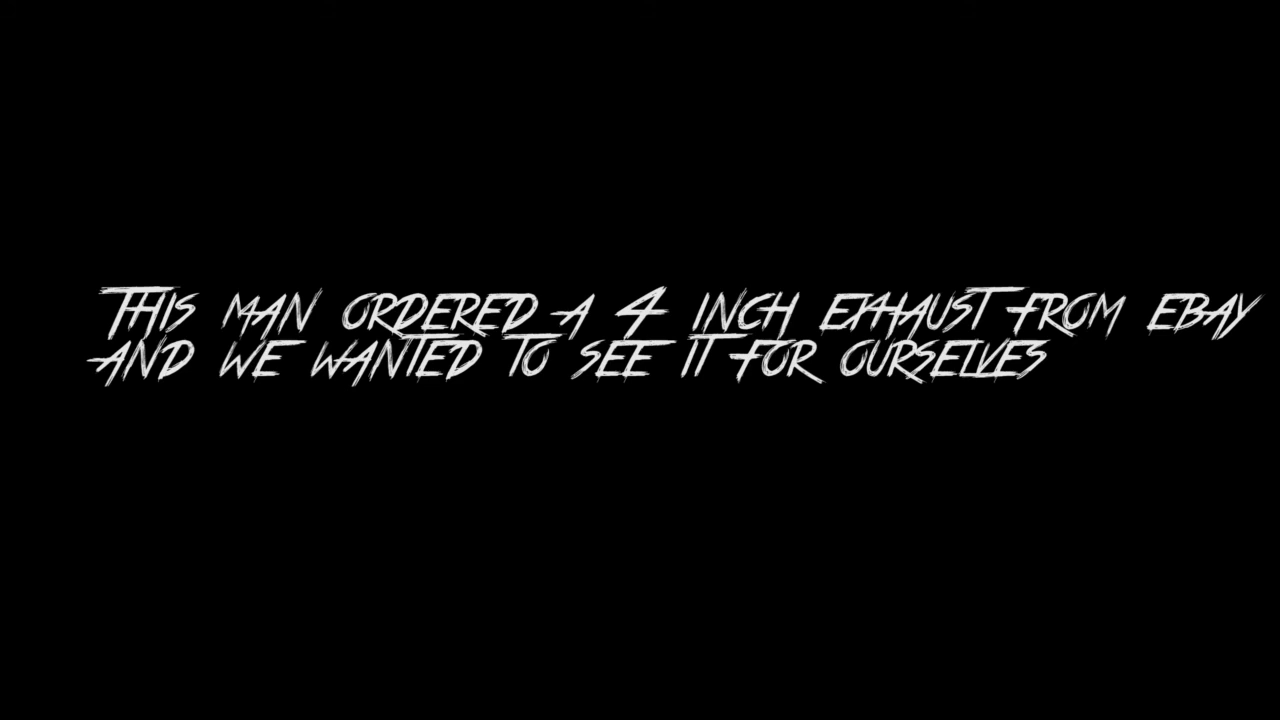 THIS MAN ORDERED A 4 INCH EXHAUST FROM EBAY
AND WE WANTED TO SEE IT FOR OURSELVES